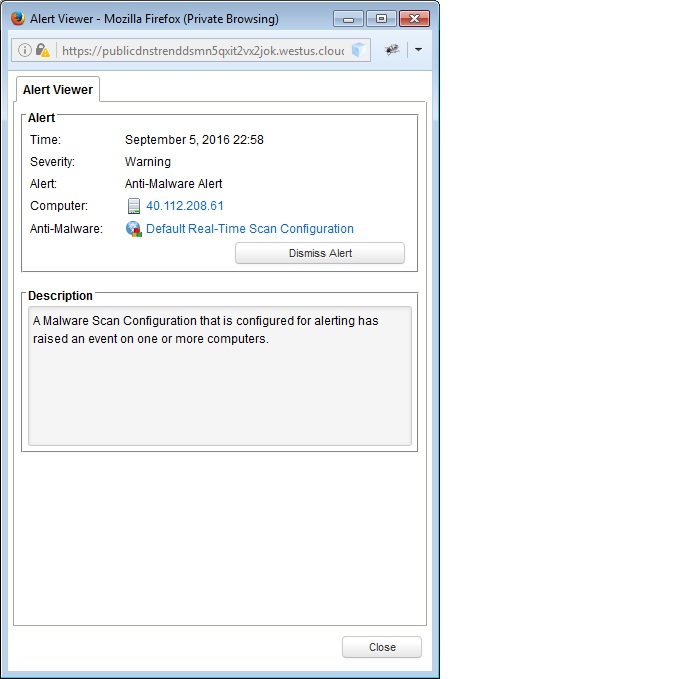 Alert Viewer - Mozilla Firefox (Private Browsing)
https://publicdnstrenddsmn5qxit2vx2jok.westus.clouc
Alert Viewer
Alert
Time: September 5, 2016 22:58
Severity: Warning
Alert: Anti-Malware Alert
Computer: 40.112.208.61
Anti-Malware: Default Real-Time Scan Configuration
Dismiss Alert
Description
A Malware Scan Configuration that is configured for alerting has
raised an event on one or more computers.
Close